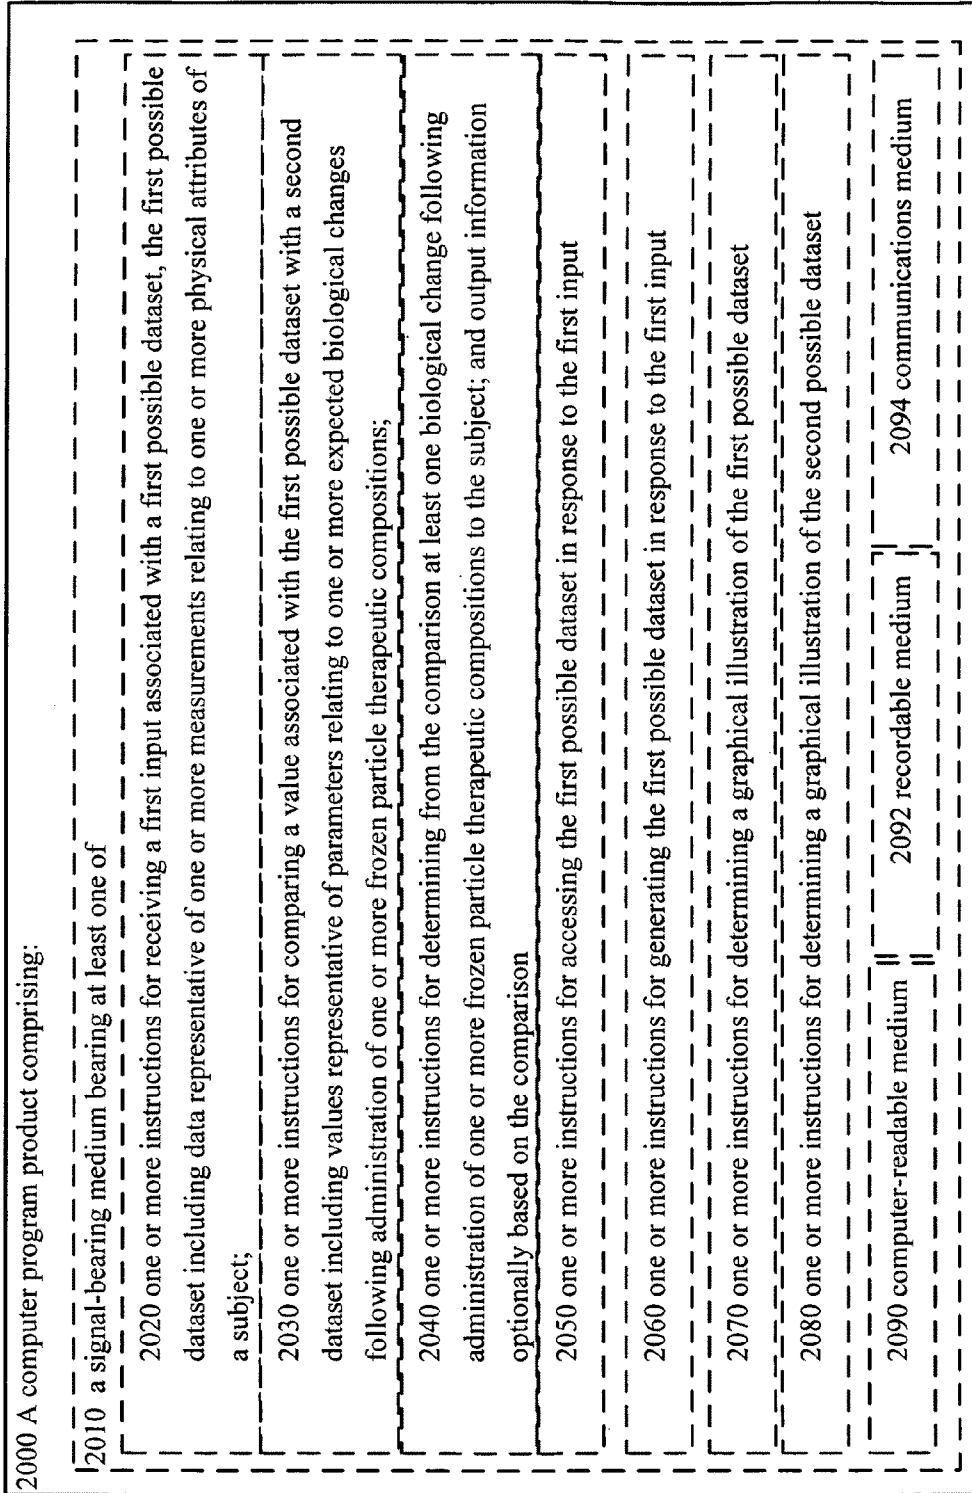 2000 A computer program product comprising:
2010 a signal-bearing medium bearing at least one of
2020 one or more instructions for receiving a first input associated with a first possible dataset, the first possible
dataset including data representative of one or more measurements relating to one or more physical attributes of
a subject;
2030 one or more instructions for comparing a value associated with the first possible dataset with a second
dataset including values representative of parameters relating to one or more expected biological changes
following administration of one or more frozen particle therapeutic compositions;
2040 one or more instructions for determining from the comparison at least one biological change following
administration of one or more frozen particle therapeutic compositions to the subject; and output information
optionally based on the comparison
2050 one or more instructions for accessing the first possible dataset in response to the first input
2060 one or more instructions for generating the first possible dataset in response to the first input
2070 one or more instructions for determining a graphical illustration of the first possible dataset
2080 one or more instructions for determining a graphical illustration of the second possible dataset
2090 computer-readable medium
2092 recordable medium
2094 communications medium